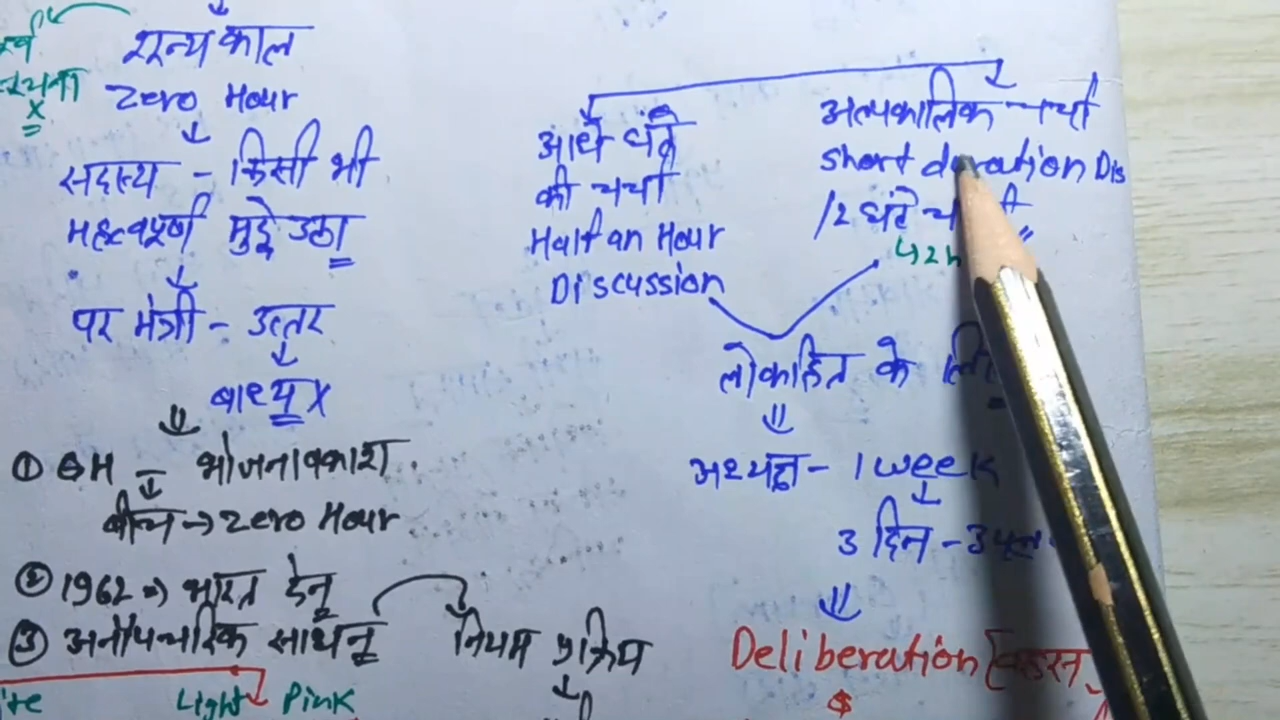 शून्य काल
Zero Hour
सदस्य - किसी भी
महत्वपूर्ण मुद्दे उठा
पर मंत्री - उत्तर
बाध्य X
① QH - भोजनावकाश
बीच → Zero Hour
② 1962 ⇒ भारत देन
③ अनौपचारिक साधन
नियम प्रक्रिय
Light Pink
आधे घंटे
की चर्चा
Half an Hour
Discussion
अल्पकालिक चर्चा
short duration Dis
/2 घंटे
लोकहित के
अध्यक्ष - 1 week
3 दिन -
Deliberation